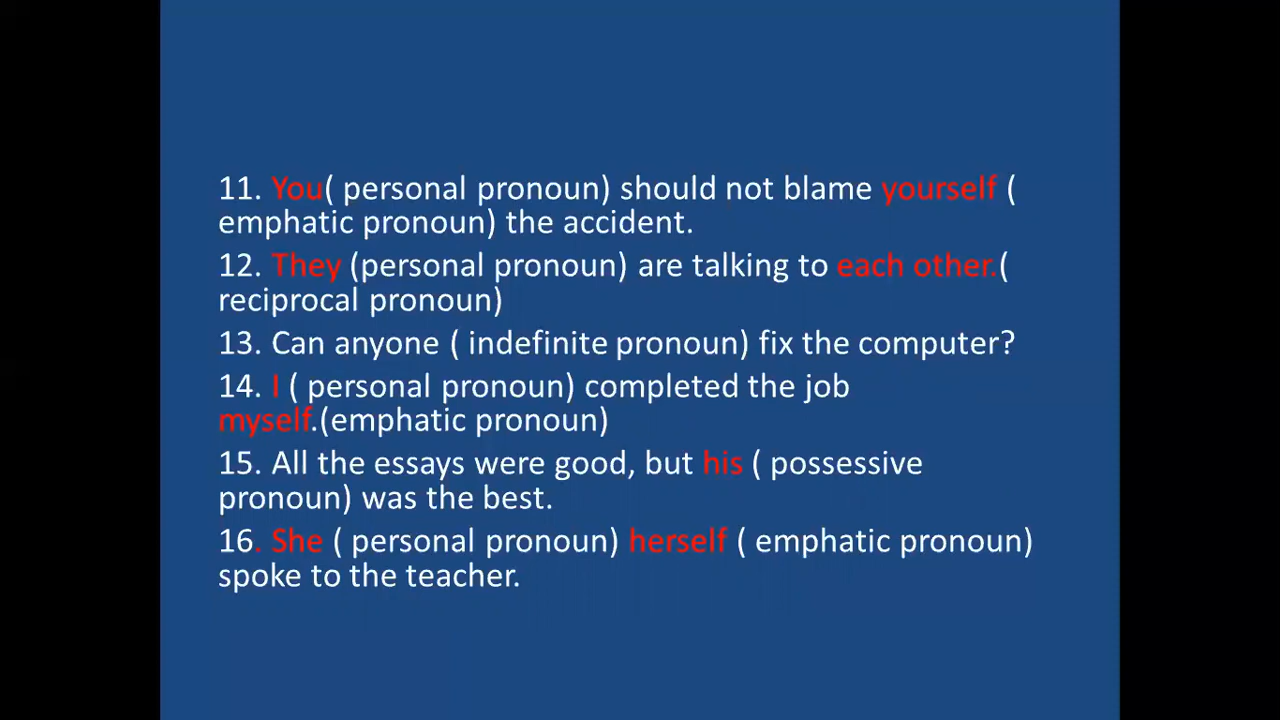 11. You( personal pronoun) should not blame yourself (
emphatic pronoun) the accident.
12. They (personal pronoun) are talking to each other.(
reciprocal pronoun)
13. Can anyone ( indefinite pronoun) fix the computer?
14. I ( personal pronoun) completed the job
myself.(emphatic pronoun)
15. All the essays were good, but his ( possessive
pronoun) was the best.
16. She ( personal pronoun) herself ( emphatic pronoun)
spoke to the teacher.